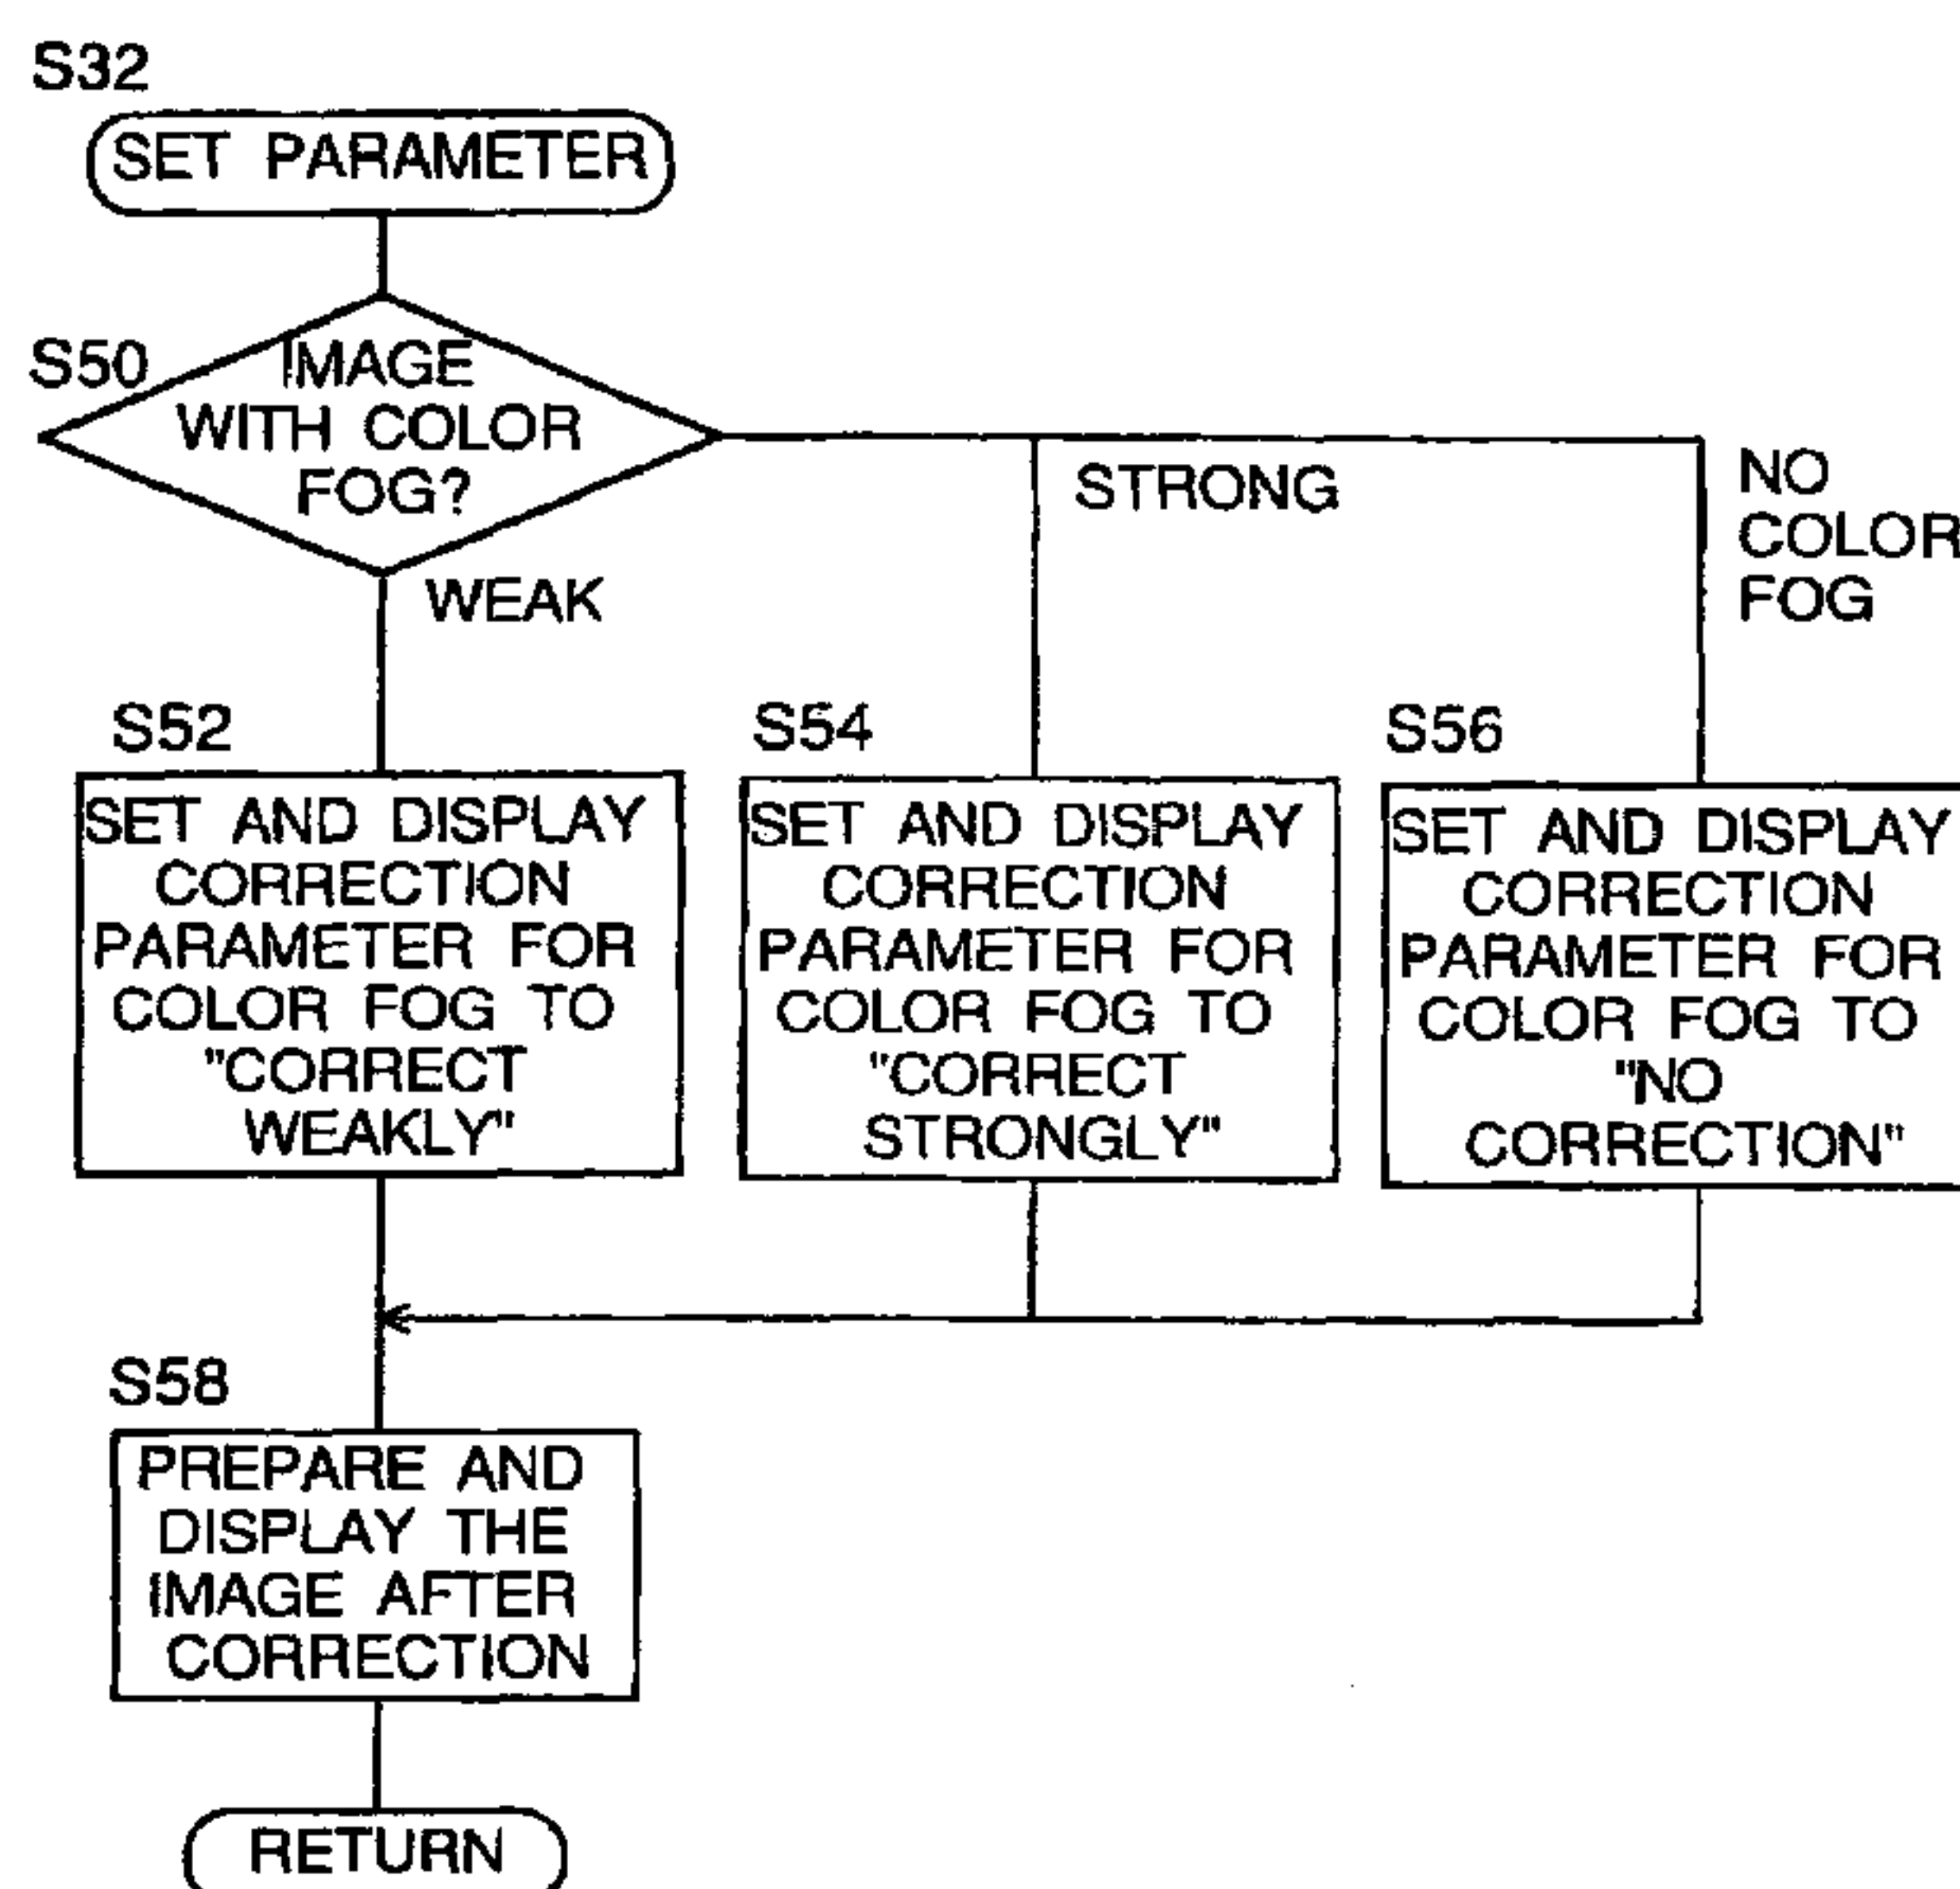 S32
SET PARAMETER
S50
IMAGE
WITH COLOR
FOG?
STRONG
NO
COLOR
FOG
WEAK
S52
SET AND DISPLAY
CORRECTION
PARAMETER FOR
COLOR FOG TO
"CORRECT
WEAKLY"
S54
SET AND DISPLAY
CORRECTION
PARAMETER FOR
COLOR FOG TO
"CORRECT
STRONGLY"
S56
SET AND DISPLAY
CORRECTION
PARAMETER FOR
COLOR FOG TO
"NO
CORRECTION"
S58
PREPARE AND
DISPLAY THE
IMAGE AFTER
CORRECTION
RETURN